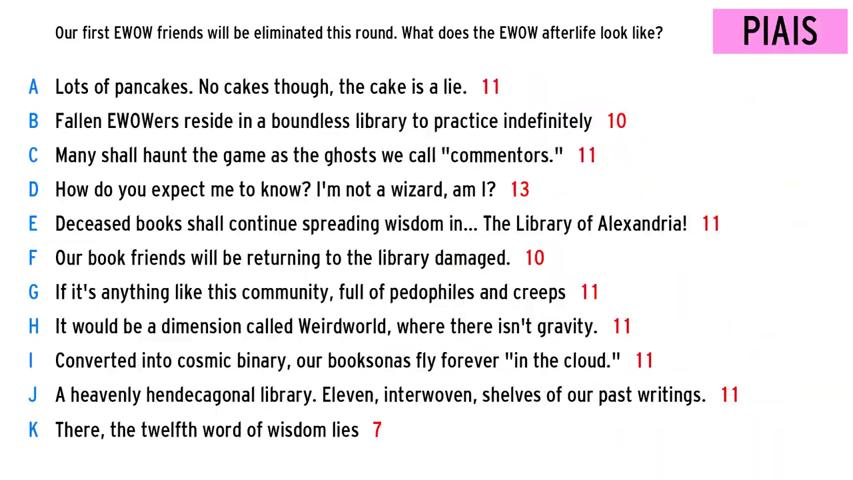 Our first EWOW friends will be eliminated this round. What does the EWOW afterlife look like?
PIAIS
A Lots of pancakes. No cakes though, the cake is a lie. 11
B Fallen EWOWers reside in a boundless library to practice indefinitely 10
C Many shall haunt the game as the ghosts we call "commentors." 11
D How do you expect me to know? I'm not a wizard, am I? 13
E Deceased books shall continue spreading wisdom in... The Library of Alexandria! 11
F Our book friends will be returning to the library damaged. 10
G If it's anything like this community, full of pedophiles and creeps 11
H It would be a dimension called Weirdworld, where there isn't gravity. 11
I Converted into cosmic binary, our booksonas fly forever "in the cloud." 11
J A heavenly hendecagonal library. Eleven, interwoven, shelves of our past writings. 11
K There, the twelfth word of wisdom lies 7